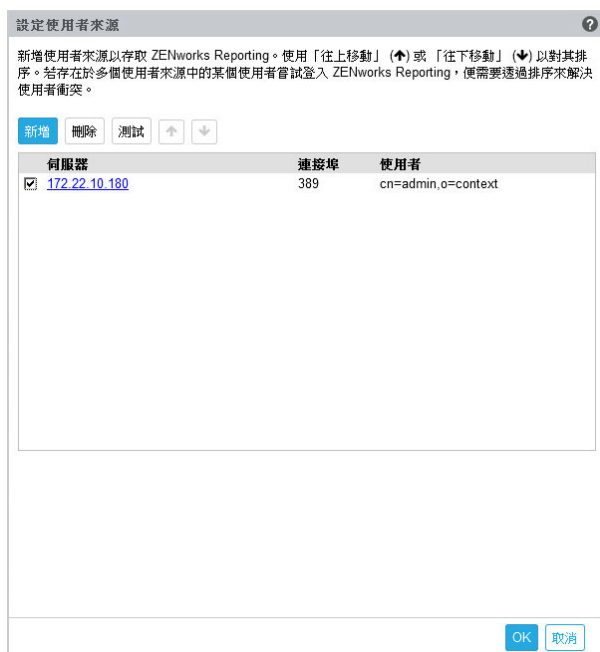 設定使用者來源
新增使用者來源以存取 ZENworks Reporting。使用「往上移動」(↑) 或 「往下移動」(↓) 以對其排
序。若存在於多個使用者來源中的某個使用者嘗試登入 ZENworks Reporting，便需要透過排序來解決
使用者衝突。
新增 刪除 測試
伺服器 連接埠 使用者
172.22.10.180 389 cn=admin,o=context
OK 取消